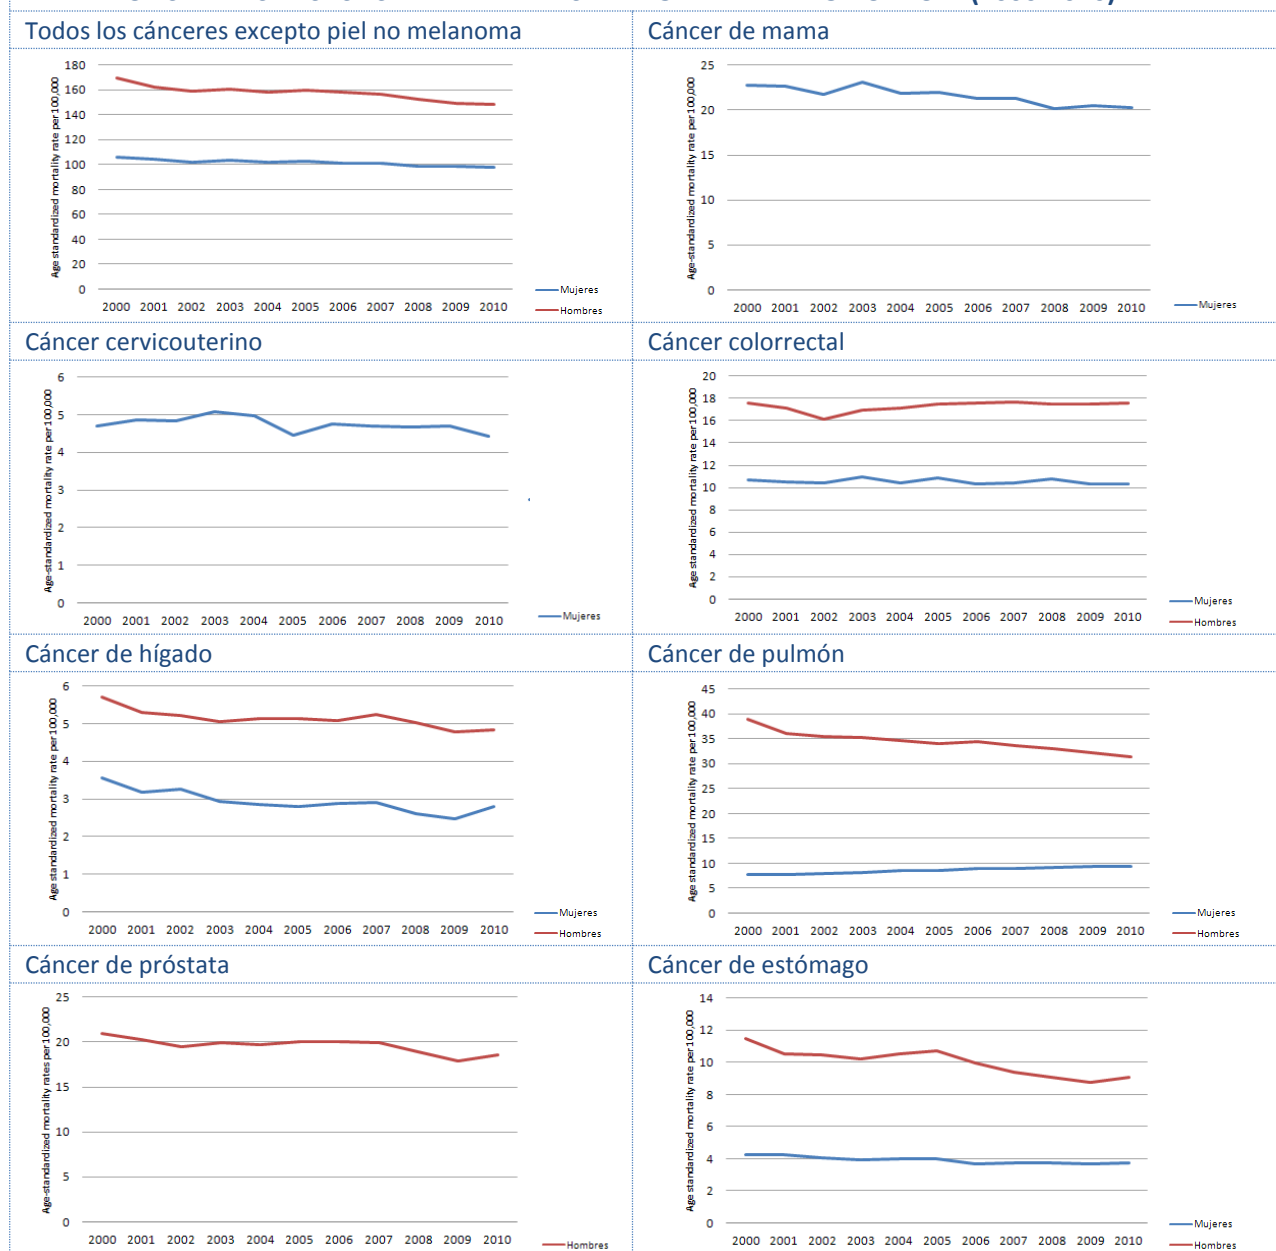 Todos los cánceres excepto piel no melanoma
Age standardized mortality rate per 100,000
180
160
140
120
100
80
60
40
20
0
2000 2001 2002 2003 2004 2005 2006 2007 2008 2009 2010
Mujeres
Hombres
Cáncer de mama
Age-standardized mortality rate per 100,000
25
20
15
10
5
0
2000 2001 2002 2003 2004 2005 2006 2007 2008 2009 2010
Mujeres
Cáncer cervicouterino
Age-standardized mortality rate per 100,000
6
5
4
3
2
1
0
2000 2001 2002 2003 2004 2005 2006 2007 2008 2009 2010
Mujeres
Cáncer colorrectal
Age standardized mortality rate per 100,000
20
18
16
14
12
10
8
6
4
2
0
2000 2001 2002 2003 2004 2005 2006 2007 2008 2009 2010
Mujeres
Hombres
Cáncer de hígado
Age standardized mortality rate per 100,000
6
5
4
3
2
1
0
2000 2001 2002 2003 2004 2005 2006 2007 2008 2009 2010
Mujeres
Hombres
Cáncer de pulmón
Age standardized mortality rate per 100,000
45
40
35
30
25
20
15
10
5
0
2000 2001 2002 2003 2004 2005 2006 2007 2008 2009 2010
Mujeres
Hombres
Cáncer de próstata
Age-standardized mortality rates per 100,000
25
20
15
10
5
0
2000 2001 2002 2003 2004 2005 2006 2007 2008 2009 2010
Hombres
Cáncer de estómago
Age standardized mortality rate per 100,000
14
12
10
8
6
4
2
0
2000 2001 2002 2003 2004 2005 2006 2007 2008 2009 2010
Mujeres
Hombres